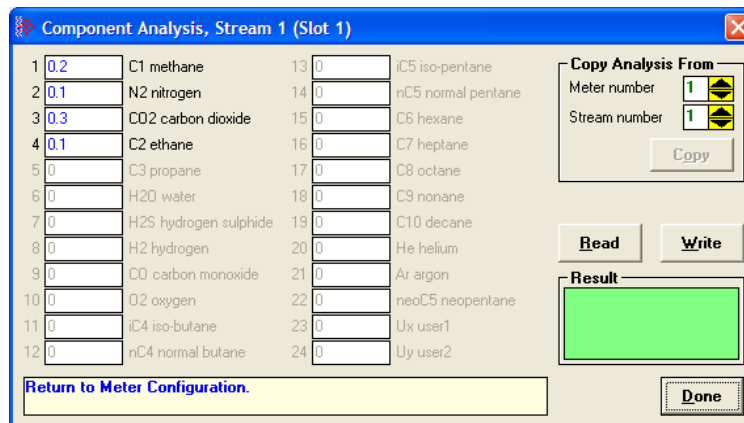 Component Analysis, Stream 1 (Slot 1)
1 0.2 C1 methane
2 0.1 N2 nitrogen
3 0.3 CO2 carbon dioxide
4 0.1 C2 ethane
5 0 C3 propane
6 0 H2O water
7 0 H2S hydrogen sulphide
8 0 H2 hydrogen
9 0 CO carbon monoxide
10 0 O2 oxygen
11 0 iC4 iso-butane
12 0 nC4 normal butane
13 0 iC5 iso-pentane
14 0 nC5 normal pentane
15 0 C6 hexane
16 0 C7 heptane
17 0 C8 octane
18 0 C9 nonane
19 0 C10 decane
20 0 He helium
21 0 Ar argon
22 0 neoC5 neopentane
23 0 Ux user1
24 0 Uy user2
Copy Analysis From
Meter number 1
Stream number 1
Copy
Read Write
Result
Return to Meter Configuration.
Done